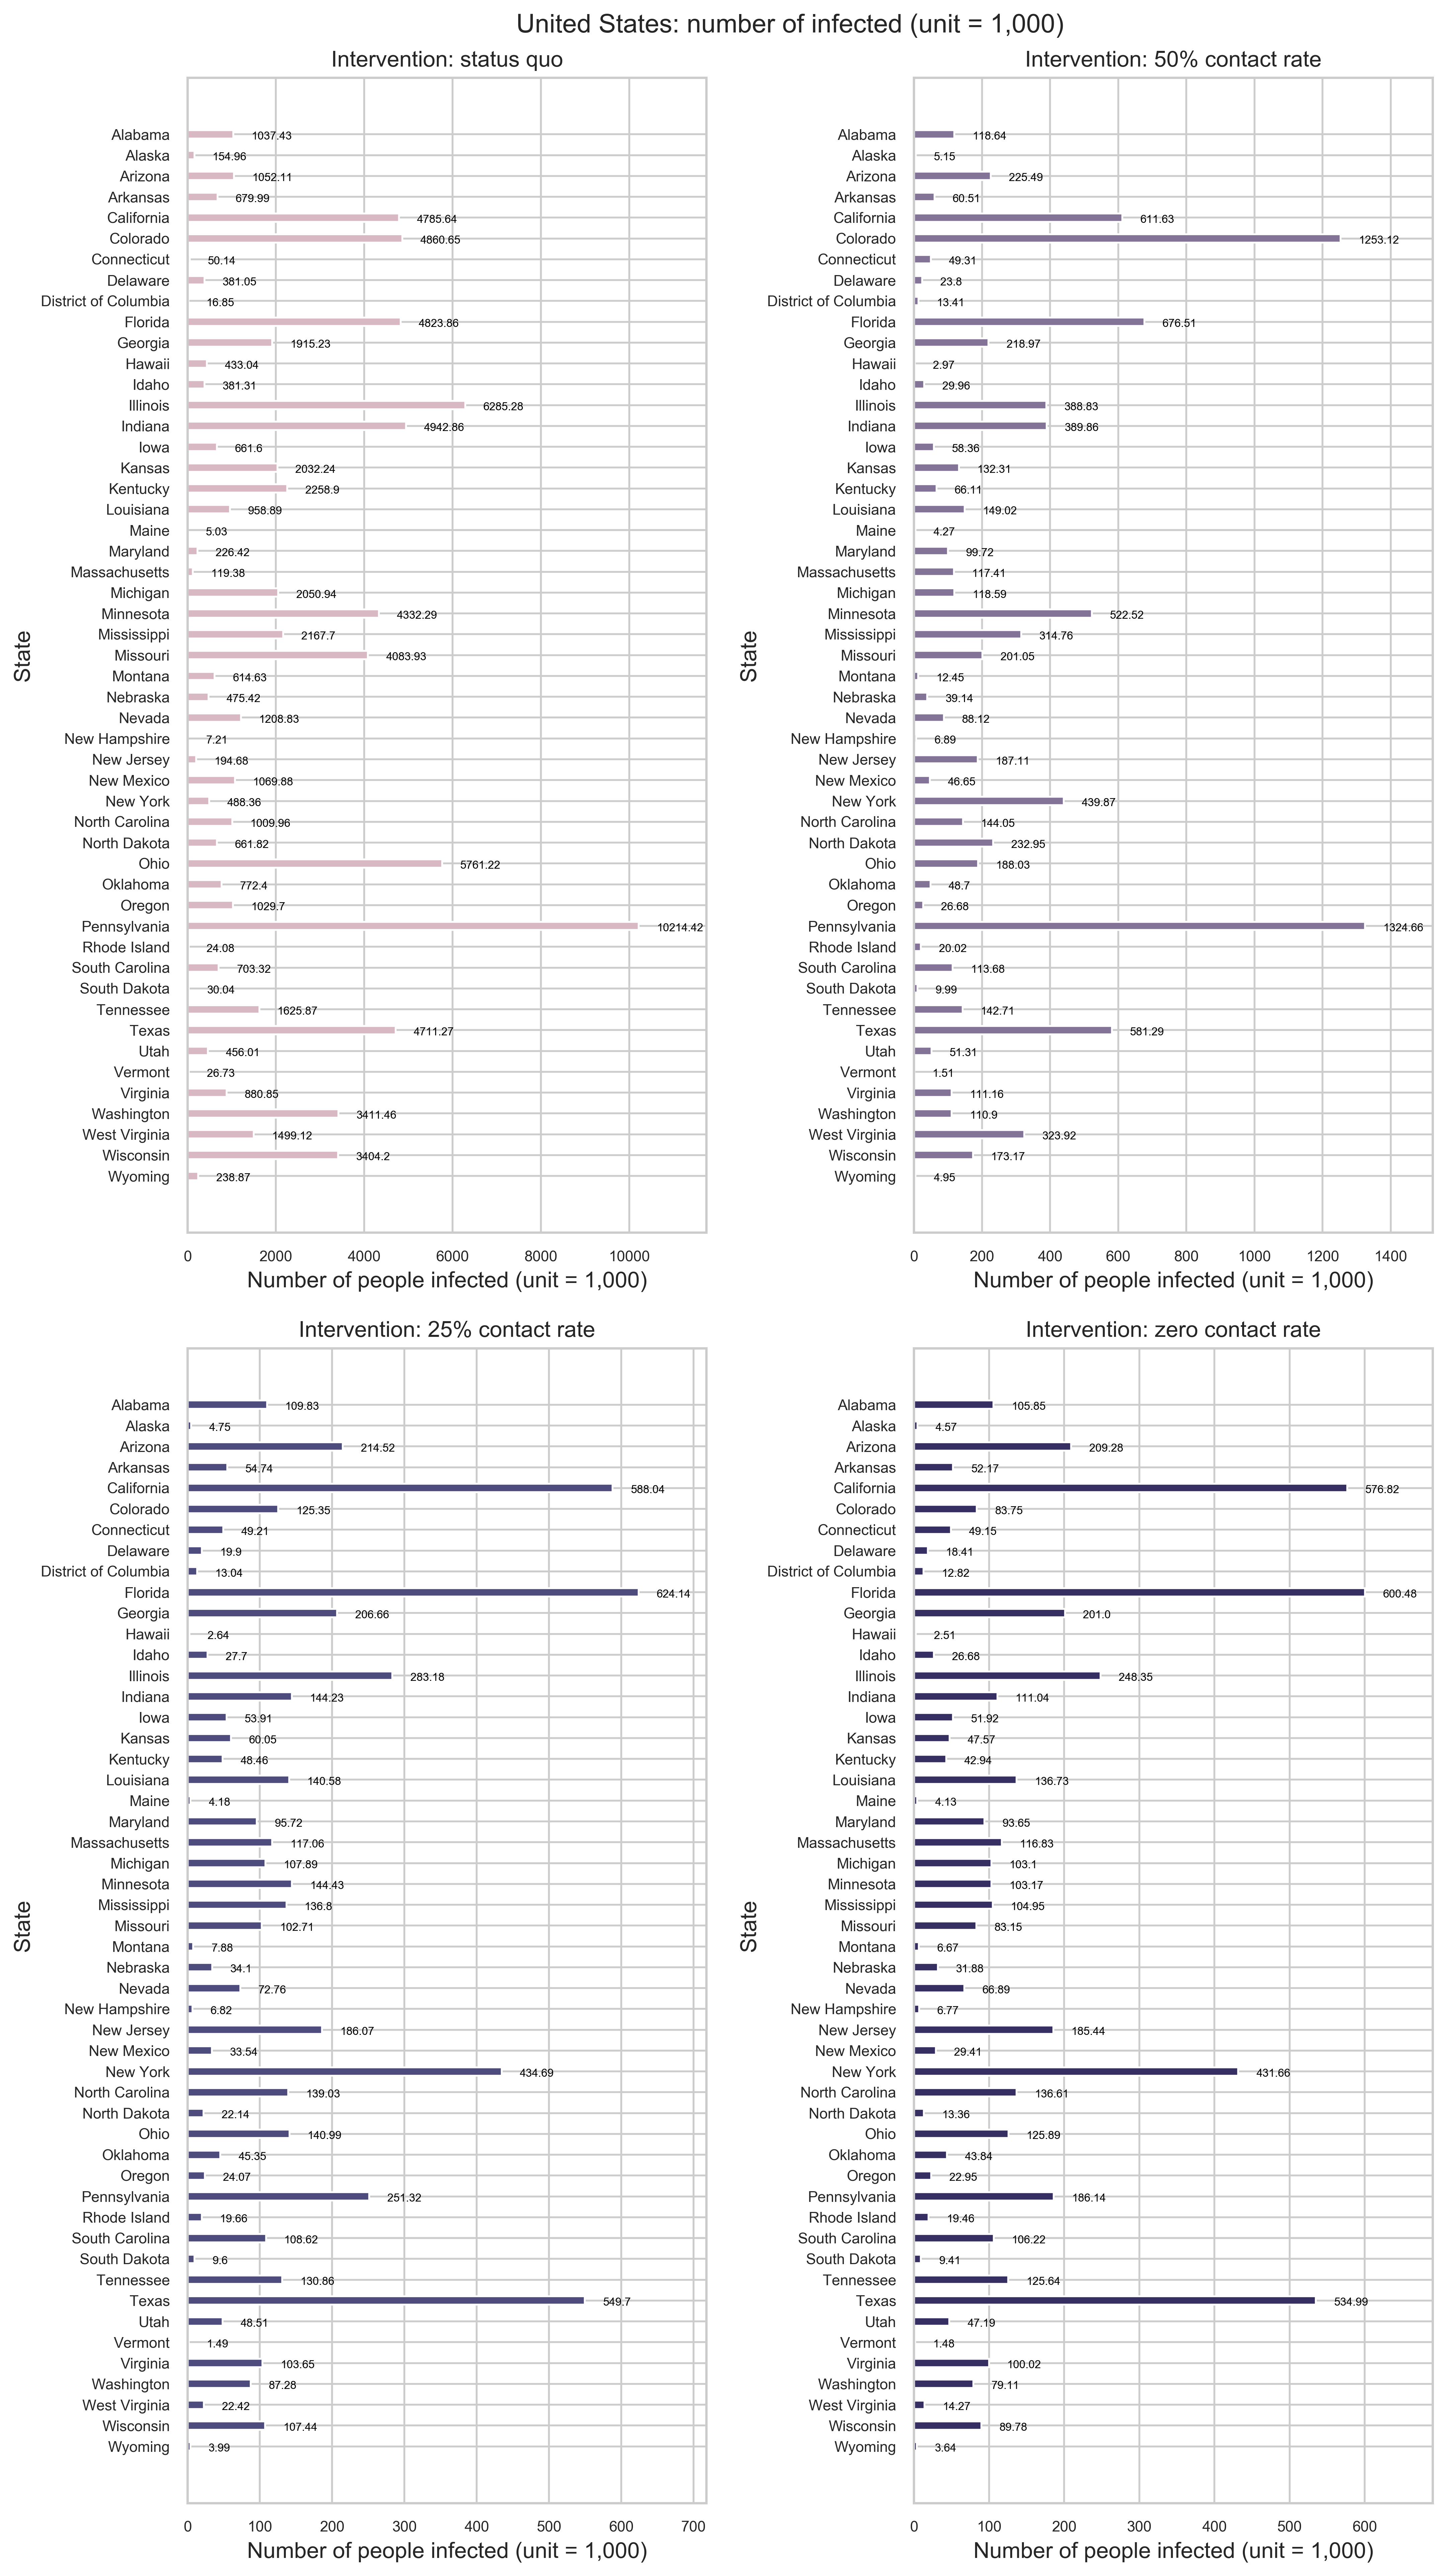 United States: number of infected (unit = 1,000)
Intervention: status quo
Alabama 1037.43
Alaska 154.96
Arizona 1052.11
Arkansas 679.99
California 4785.64
Colorado 4860.65
Connecticut 50.14
Delaware 381.05
District of Columbia 16.85
Florida 4823.86
Georgia 1915.23
Hawaii 433.04
Idaho 381.31
Illinois 6285.28
Indiana 4942.86
Iowa 661.6
Kansas 2032.24
Kentucky 2258.9
Louisiana 958.89
Maine 5.03
Maryland 226.42
Massachusetts 119.38
Michigan 2050.94
Minnesota 4332.29
Mississippi 2167.7
Missouri 4083.93
Montana 614.63
Nebraska 475.42
Nevada 1208.83
New Hampshire 7.21
New Jersey 194.68
New Mexico 1069.88
New York 488.36
North Carolina 1009.96
North Dakota 661.82
Ohio 5761.22
Oklahoma 772.4
Oregon 1029.7
Pennsylvania 10214.42
Rhode Island 24.08
South Carolina 703.32
South Dakota 30.04
Tennessee 1625.87
Texas 4711.27
Utah 456.01
Vermont 26.73
Virginia 880.85
Washington 3411.46
West Virginia 1499.12
Wisconsin 3404.2
Wyoming 238.87
State
0 2000 4000 6000 8000 10000
Number of people infected (unit = 1,000)
Intervention: 50% contact rate
Alabama 118.64
Alaska 5.15
Arizona 225.49
Arkansas 60.51
California 611.63
Colorado 1253.12
Connecticut 49.31
Delaware 23.8
District of Columbia 13.41
Florida 676.51
Georgia 218.97
Hawaii 2.97
Idaho 29.96
Illinois 388.83
Indiana 389.86
Iowa 58.36
Kansas 132.31
Kentucky 66.11
Louisiana 149.02
Maine 4.27
Maryland 99.72
Massachusetts 117.41
Michigan 118.59
Minnesota 522.52
Mississippi 314.76
Missouri 201.05
Montana 12.45
Nebraska 39.14
Nevada 88.12
New Hampshire 6.89
New Jersey 187.11
New Mexico 46.65
New York 439.87
North Carolina 144.05
North Dakota 232.95
Ohio 188.03
Oklahoma 48.7
Oregon 26.68
Pennsylvania 1324.66
Rhode Island 20.02
South Carolina 113.68
South Dakota 9.99
Tennessee 142.71
Texas 581.29
Utah 51.31
Vermont 1.51
Virginia 111.16
Washington 110.9
West Virginia 323.92
Wisconsin 173.17
Wyoming 4.95
State
0 200 400 600 800 1000 1200 1400
Number of people infected (unit = 1,000)
Intervention: 25% contact rate
Alabama 109.83
Alaska 4.75
Arizona 214.52
Arkansas 54.74
California 588.04
Colorado 125.35
Connecticut 49.21
Delaware 19.9
District of Columbia 13.04
Florida 624.14
Georgia 206.66
Hawaii 2.64
Idaho 27.7
Illinois 283.18
Indiana 144.23
Iowa 53.91
Kansas 60.05
Kentucky 48.46
Louisiana 140.58
Maine 4.18
Maryland 95.72
Massachusetts 117.06
Michigan 107.89
Minnesota 144.43
Mississippi 136.8
Missouri 102.71
Montana 7.88
Nebraska 34.1
Nevada 72.76
New Hampshire 6.82
New Jersey 186.07
New Mexico 33.54
New York 434.69
North Carolina 139.03
North Dakota 22.14
Ohio 140.99
Oklahoma 45.35
Oregon 24.07
Pennsylvania 251.32
Rhode Island 19.66
South Carolina 108.62
South Dakota 9.6
Tennessee 130.86
Texas 549.7
Utah 48.51
Vermont 1.49
Virginia 103.65
Washington 87.28
West Virginia 22.42
Wisconsin 107.44
Wyoming 3.99
State
0 100 200 300 400 500 600 700
Number of people infected (unit = 1,000)
Intervention: zero contact rate
Alabama 105.85
Alaska 4.57
Arizona 209.28
Arkansas 52.17
California 576.82
Colorado 83.75
Connecticut 49.15
Delaware 18.41
District of Columbia 12.82
Florida 600.48
Georgia 201.0
Hawaii 2.51
Idaho 26.68
Illinois 248.35
Indiana 111.04
Iowa 51.92
Kansas 47.57
Kentucky 42.94
Louisiana 136.73
Maine 4.13
Maryland 93.65
Massachusetts 116.83
Michigan 103.1
Minnesota 103.17
Mississippi 104.95
Missouri 83.15
Montana 6.67
Nebraska 31.88
Nevada 66.89
New Hampshire 6.77
New Jersey 185.44
New Mexico 29.41
New York 431.66
North Carolina 136.61
North Dakota 13.36
Ohio 125.89
Oklahoma 43.84
Oregon 22.95
Pennsylvania 186.14
Rhode Island 19.46
South Carolina 106.22
South Dakota 9.41
Tennessee 125.64
Texas 534.99
Utah 47.19
Vermont 1.48
Virginia 100.02
Washington 79.11
West Virginia 14.27
Wisconsin 89.78
Wyoming 3.64
State
0 100 200 300 400 500 600
Number of people infected (unit = 1,000)